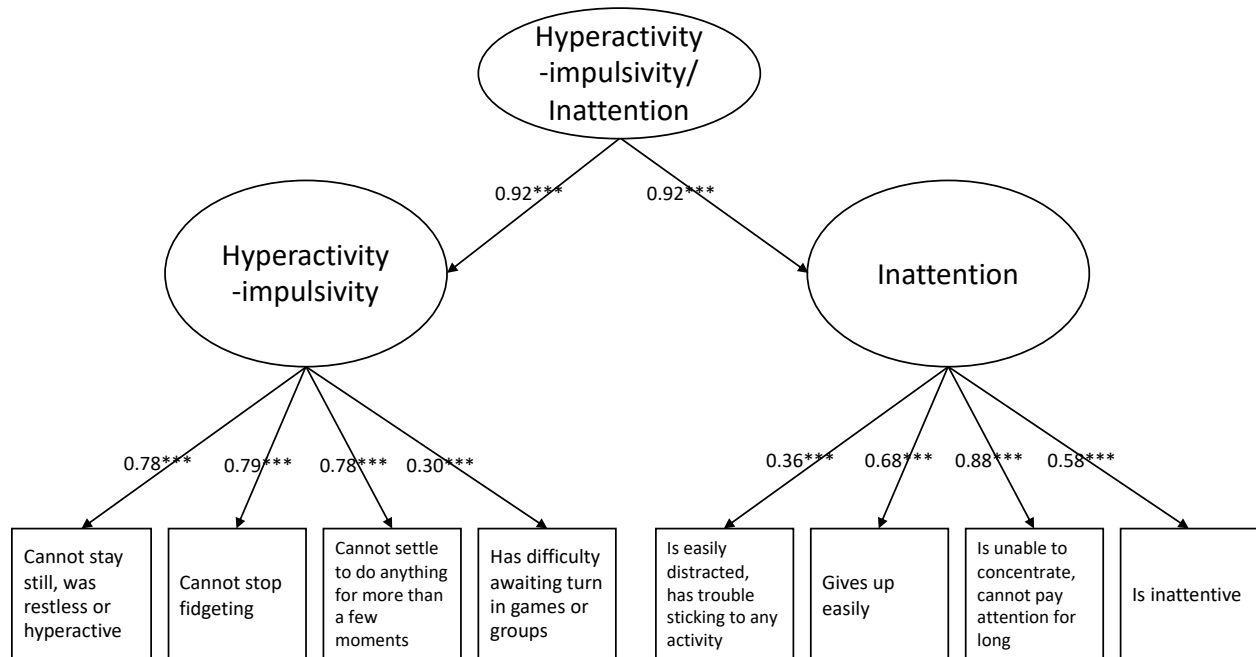 Hyperactivity
-impulsivity/
Inattention
0.92***
0.92***
Hyperactivity
-impulsivity
Inattention
0.78***
0.79***
0.78***
0.30***
0.36***
0.68***
0.88***
0.58***
Cannot stay
still, was
restless or
hyperactive
Cannot stop
fidgeting
Cannot settle
to do anything
for more than
a few
moments
Has difficulty
awaiting turn
in games or
groups
Is easily
distracted,
has trouble
sticking to any
activity
Gives up
easily
Is unable to
concentrate,
cannot pay
attention for
long
Is inattentive